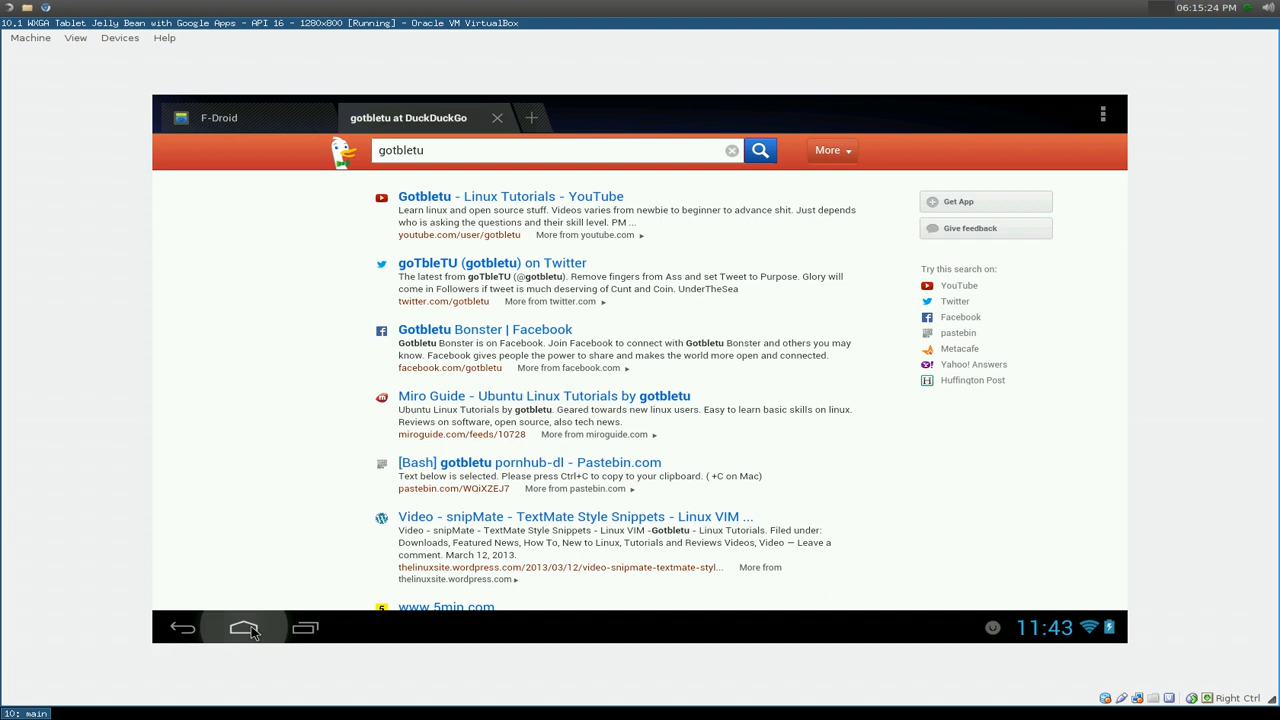 06:15:24 PM
10.1 WXGA Tablet Jelly Bean with Google Apps - API 16 - 1280x800 [Running] - Oracle VM VirtualBox
Machine View Devices Help
F-Droid
gotbletu at DuckDuckGo
gotbletu
More
Gotbletu - Linux Tutorials - YouTube
Learn linux and open source stuff. Videos varies from newbie to beginner to advance shit. Just depends
who is asking the questions and their skill level. PM ...
youtube.com/user/gotbletu More from youtube.com
goTbleTU (gotbletu) on Twitter
The latest from goTbleTU (@gotbletu). Remove fingers from Ass and set Tweet to Purpose. Glory will
come in Followers if tweet is much deserving of Cunt and Coin. UnderTheSea
twitter.com/gotbletu More from twitter.com
Gotbletu Bonster | Facebook
Gotbletu Bonster is on Facebook. Join Facebook to connect with Gotbletu Bonster and others you may
know. Facebook gives people the power to share and makes the world more open and connected.
facebook.com/gotbletu More from facebook.com
Miro Guide - Ubuntu Linux Tutorials by gotbletu
Ubuntu Linux Tutorials by gotbletu. Geared towards new linux users. Easy to learn basic skills on linux.
Reviews on software, open source, also tech news.
miroguide.com/feeds/10728 More from miroguide.com
[Bash] gotbletu pornhub-dl - Pastebin.com
Text below is selected. Please press Ctrl+C to copy to your clipboard. ( +C on Mac)
pastebin.com/WQiXZEJ7 More from pastebin.com
Video - snipMate - TextMate Style Snippets - Linux VIM ...
Video - snipMate - TextMate Style Snippets - Linux VIM -Gotbletu - Linux Tutorials. Filed under:
Downloads, Featured News, How To, New to Linux, Tutorials and Reviews Videos, Video — Leave a
comment. March 12, 2013.
thelinuxsite.wordpress.com/2013/03/12/video-snipmate-textmate-styl... More from
thelinuxsite.wordpress.com
www.5min.com
Get App
Give feedback
Try this search on:
YouTube
Twitter
Facebook
pastebin
Metacafe
Yahoo! Answers
Huffington Post
11:43
Right Ctrl
10: main